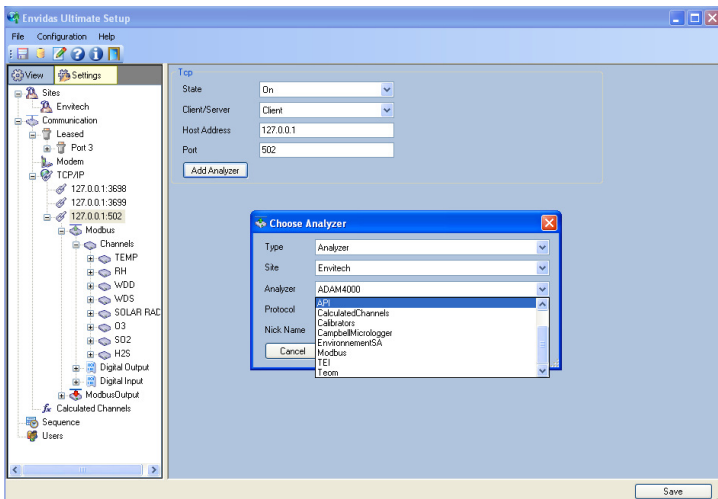 Envidas Ultimate Setup
File Configuration Help
View Settings
Sites
Envitech
Communication
Leased
Port 3
Modem
TCP/IP
127.0.0.1:3698
127.0.0.1:3699
127.0.0.1:502
Modbus
Channels
TEMP
RH
WDD
WDS
SOLAR RAD
O3
SO2
H2S
Digital Output
Digital Input
ModbusOutput
fx Calculated Channels
Sequence
Users
Tcp
State On
Client/Server Client
Host Address 127.0.0.1
Port 502
Add Analyzer
Choose Analyzer
Type Analyzer
Site Envitech
Analyzer ADAM4000
Protocol
Nick Name
Cancel
API
CalculatedChannels
Calibrators
CampbellMicrologger
EnvironnementSA
Modbus
TEI
Teom
Save